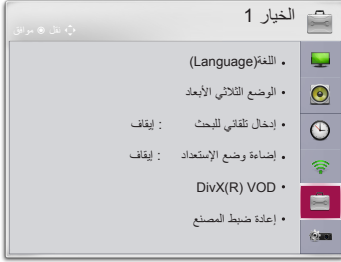 الخيار 1
نقل موافق
• اللغة(Language)
• الوضع الثلاثي الأبعاد
• إدخال تلقائي للبحث : إيقاف
• إضاءة وضع الإستعداد : إيقاف
• DivX(R) VOD
• إعادة ضبط المصنع